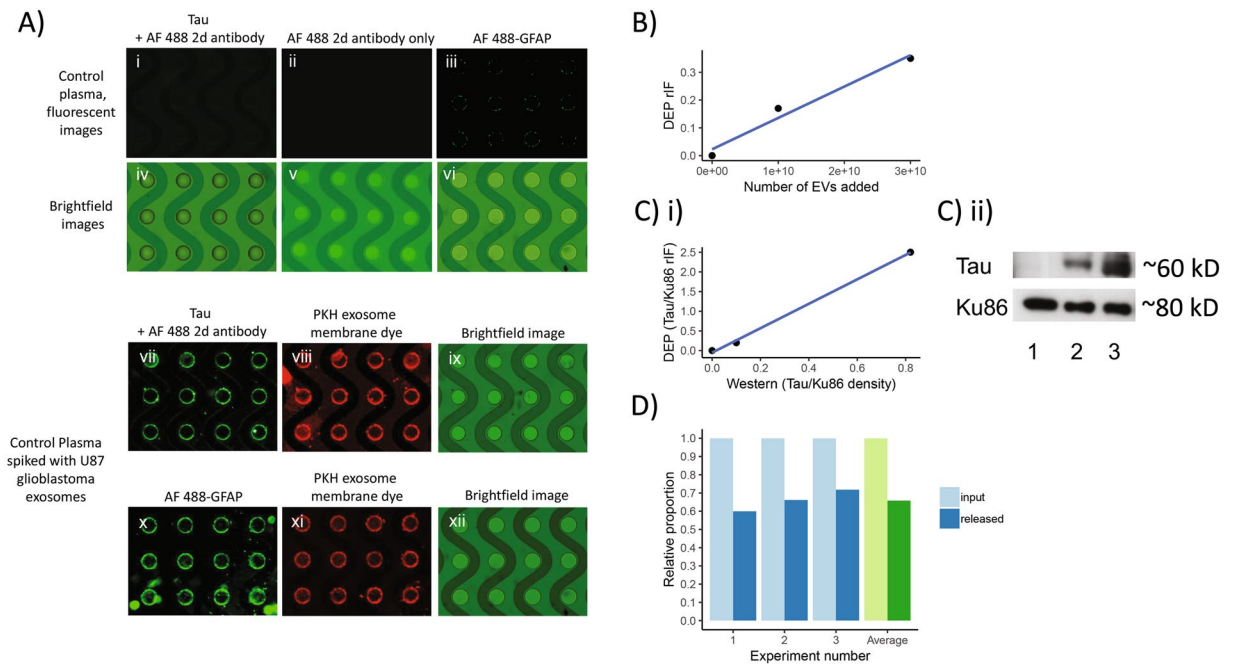 A)
Tau
+ AF 488 2d antibody
AF 488 2d antibody only
AF 488-GFAP
Control
plasma,
fluorescent
images
i
ii
iii
Brightfield
images
iv
v
vi
Tau
+ AF 488 2d antibody
PKH exosome
membrane dye
Brightfield image
vii
viii
ix
Control Plasma
spiked with U87
glioblastoma
exosomes
AF 488-GFAP
PKH exosome
membrane dye
Brightfield image
x
xi
xii
B)
DEP rIF
0.3
0.2
0.1
0.0
0e+00
1e+10
2e+10
3e+10
Number of EVs added
C) i)
DEP (Tau/Ku86 rIF)
2.5
2.0
1.5
1.0
0.5
0.0
0.0
0.2
0.4
0.6
0.8
Western (Tau/Ku86 density)
C) ii)
Tau
~60 kD
Ku86
~80 kD
1
2
3
D)
Relative proportion
1.0
0.9
0.8
0.7
0.6
0.5
0.4
0.3
0.2
0.1
0.0
1
2
3
Average
Experiment number
input
released